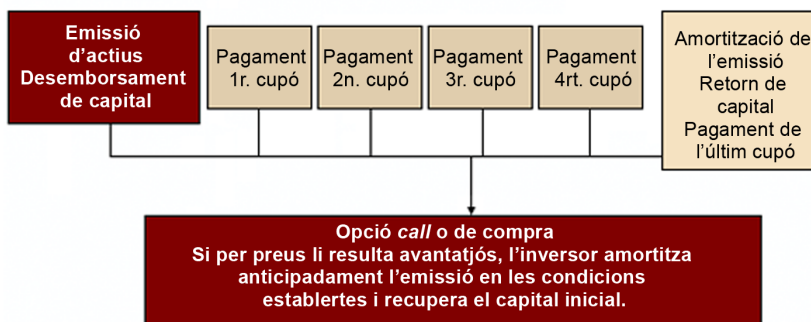 Emissió
d'actius
Desemborsament
de capital
Pagament
1r. cupó
Pagament
2n. cupó
Pagament
3r. cupó
Pagament
4rt. cupó
Amortització de
l'emissió
Retorn de
capital
Pagament de
l'últim cupó
Opció call o de compra
Si per preus li resulta avantatjós, l'inversor amortitza
anticipadament l'emissió en les condicions
establertes i recupera el capital inicial.